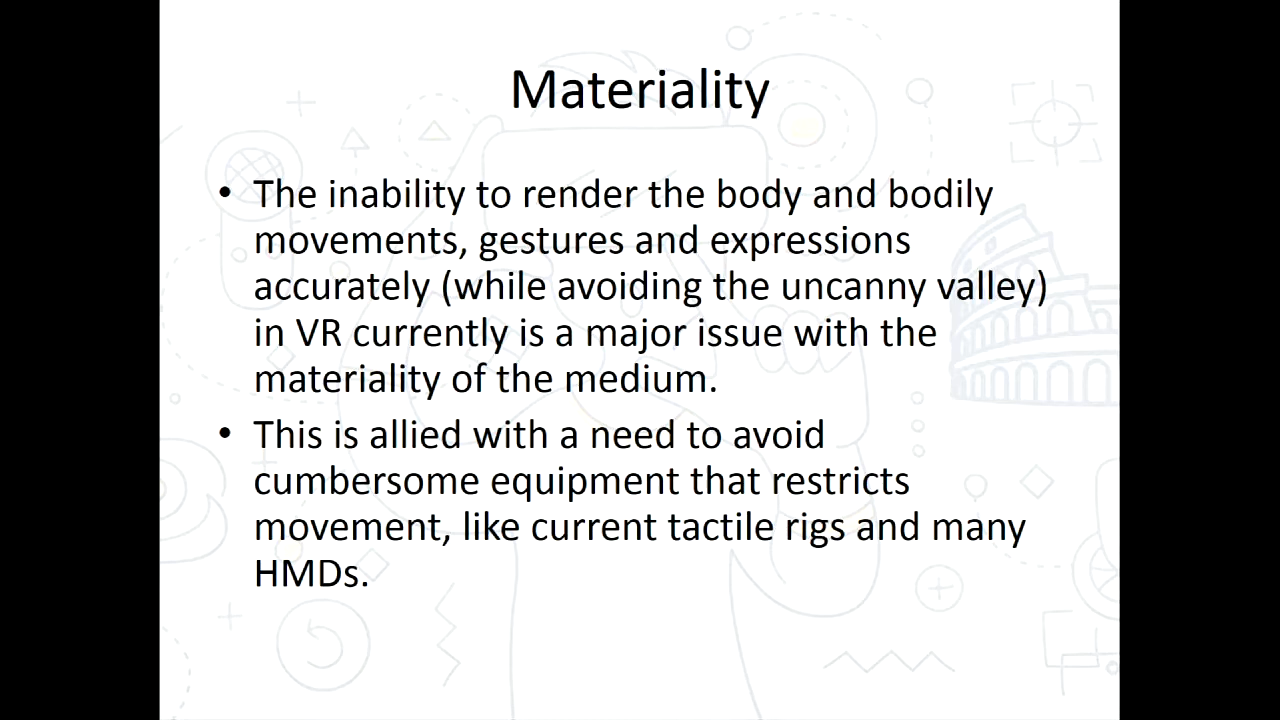 Materiality
• The inability to render the body and bodily
movements, gestures and expressions
accurately (while avoiding the uncanny valley)
in VR currently is a major issue with the
materiality of the medium.
• This is allied with a need to avoid
cumbersome equipment that restricts
movement, like current tactile rigs and many
HMDs.